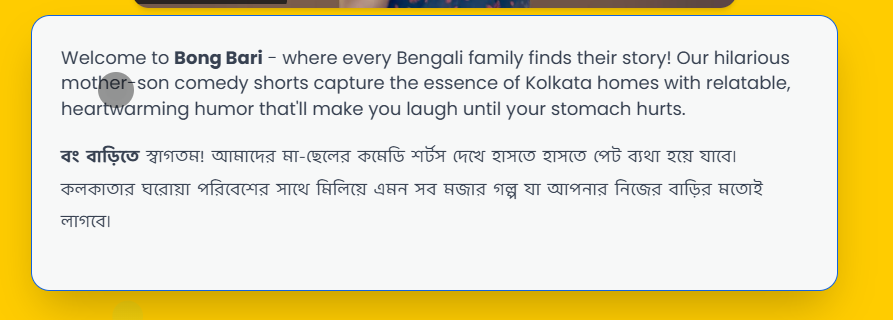 Welcome to Bong Bari - where every Bengali family finds their story! Our hilarious
mother-son comedy shorts capture the essence of Kolkata homes with relatable,
heartwarming humor that'll make you laugh until your stomach hurts.
বং বাড়িতে স্বাগতম! আমাদের মা-ছেলের কমেডি শর্টস দেখে হাসতে হাসতে পেট ব্যথা হয়ে যাবে।
কলকাতার ঘরোয়া পরিবেশের সাথে মিলিয়ে এমন সব মজার গল্প যা আপনার নিজের বাড়ির মতোই
লাগবে।